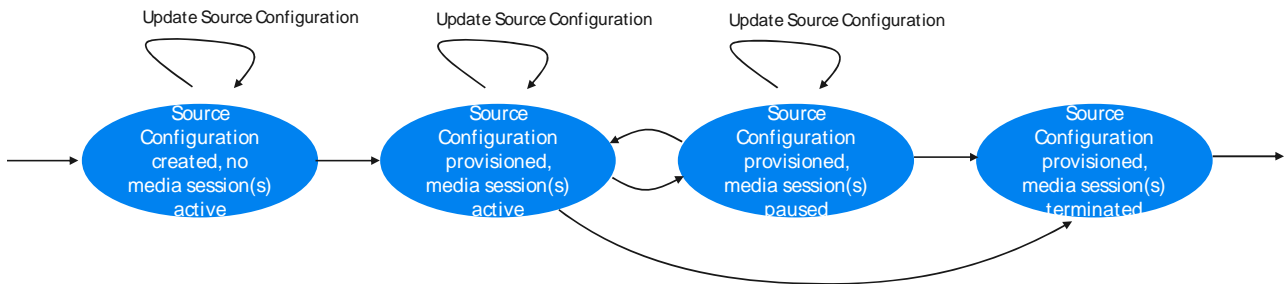 Update Source Configuration
Update Source Configuration
Update Source Configuration
Source
Configuration
created, no
media session(s)
active
Source
Configuration
provisioned,
media session(s)
active
Source
Configuration
provisioned,
media session(s)
paused
Source
Configuration
provisioned,
media session(s)
terminated